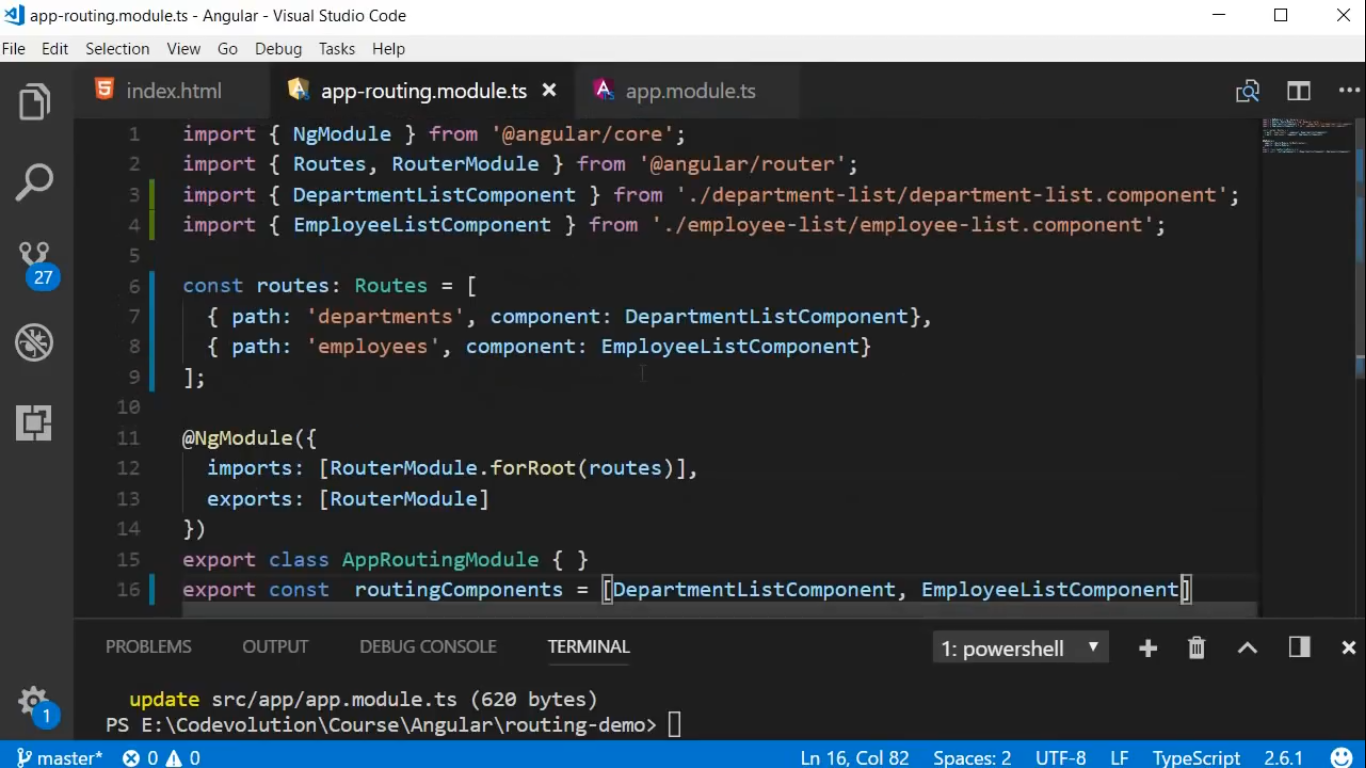 app-routing.module.ts - Angular - Visual Studio Code
File Edit Selection View Go Debug Tasks Help
index.html app-routing.module.ts app.module.ts
1 import { NgModule } from '@angular/core';
2 import { Routes, RouterModule } from '@angular/router';
3 import { DepartmentListComponent } from './department-list/department-list.component';
4 import { EmployeeListComponent } from './employee-list/employee-list.component';
5
6 const routes: Routes = [
7 { path: 'departments', component: DepartmentListComponent},
8 { path: 'employees', component: EmployeeListComponent}
9 ];
10
11 @NgModule({
12 imports: [RouterModule.forRoot(routes)],
13 exports: [RouterModule]
14 })
15 export class AppRoutingModule { }
16 export const  routingComponents = [DepartmentListComponent, EmployeeListComponent]
27
PROBLEMS OUTPUT DEBUG CONSOLE TERMINAL 1: powershell
update src/app/app.module.ts (620 bytes)
PS E:\Codevolution\Course\Angular\routing-demo>
1
master* 0 0 Ln 16, Col 82 Spaces: 2 UTF-8 LF TypeScript 2.6.1